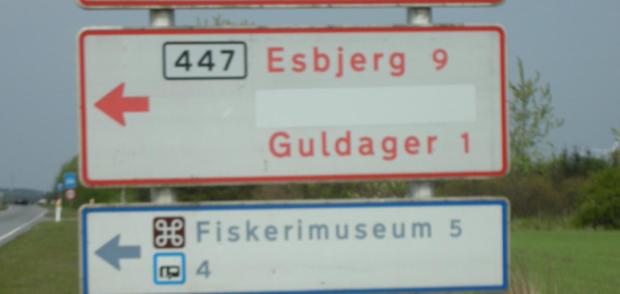 447 Esbjerg 9
Guldager 1
Fiskerimuseum 5
4